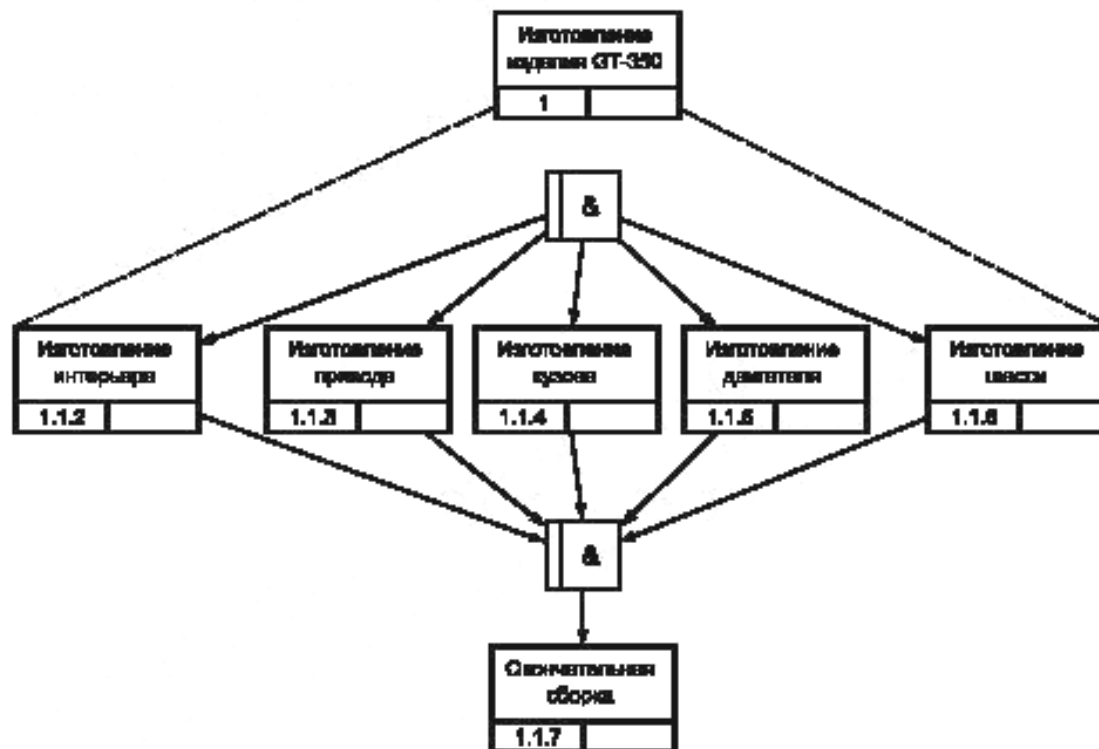 Изготовление
изделия GT-350
1
&
Изготовление
интерьера
1.1.2
Изготовление
привода
1.1.3
Изготовление
кузова
1.1.4
Изготовление
двигателя
1.1.5
Изготовление
шасси
1.1.6
&
Окончательная
сборка
1.1.7